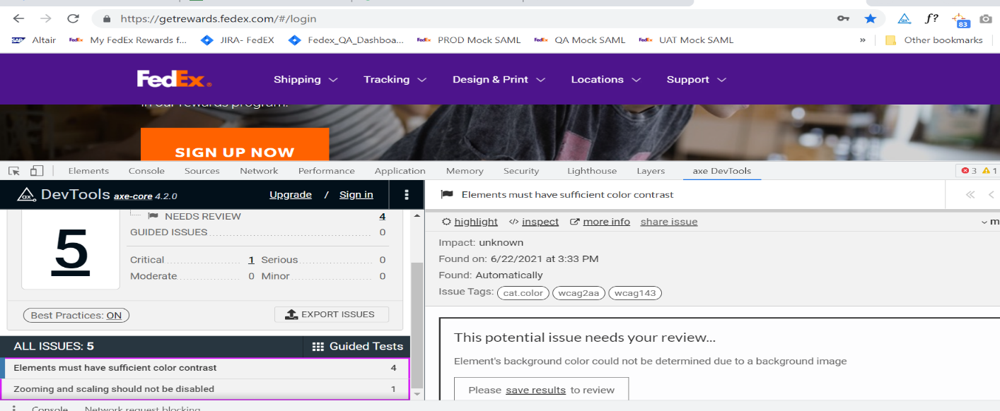 https://getrewards.fedex.com/#/login
f?
83
SAP Altair FedEx My FedEx Rewards f... JIRA- FedEX Fedex_QA_Dashboa... FedEx PROD Mock SAML FedEx QA Mock SAML FedEx UAT Mock SAML » Other bookmarks
FedEx® Shipping Tracking Design & Print Locations Support
in our rewards program.
SIGN UP NOW
Elements Console Sources Network Performance Application Memory Security Lighthouse Layers axe DevTools 3 1
ax DevTools axe-core 4.2.0 Upgrade / Sign in
NEEDS REVIEW 4
GUIDED ISSUES 0
5
Critical 1 Serious 0
Moderate 0 Minor 0
Best Practices: ON EXPORT ISSUES
ALL ISSUES: 5 Guided Tests
Elements must have sufficient color contrast 4
Zooming and scaling should not be disabled 1
Elements must have sufficient color contrast
highlight </> inspect more info share issue m
Impact: unknown
Found on: 6/22/2021 at 3:33 PM
Found: Automatically
Issue Tags: cat.color wcag2aa wcag143
This potential issue needs your review...
Element's background color could not be determined due to a background image
Please save results to review
Console Network request blocking